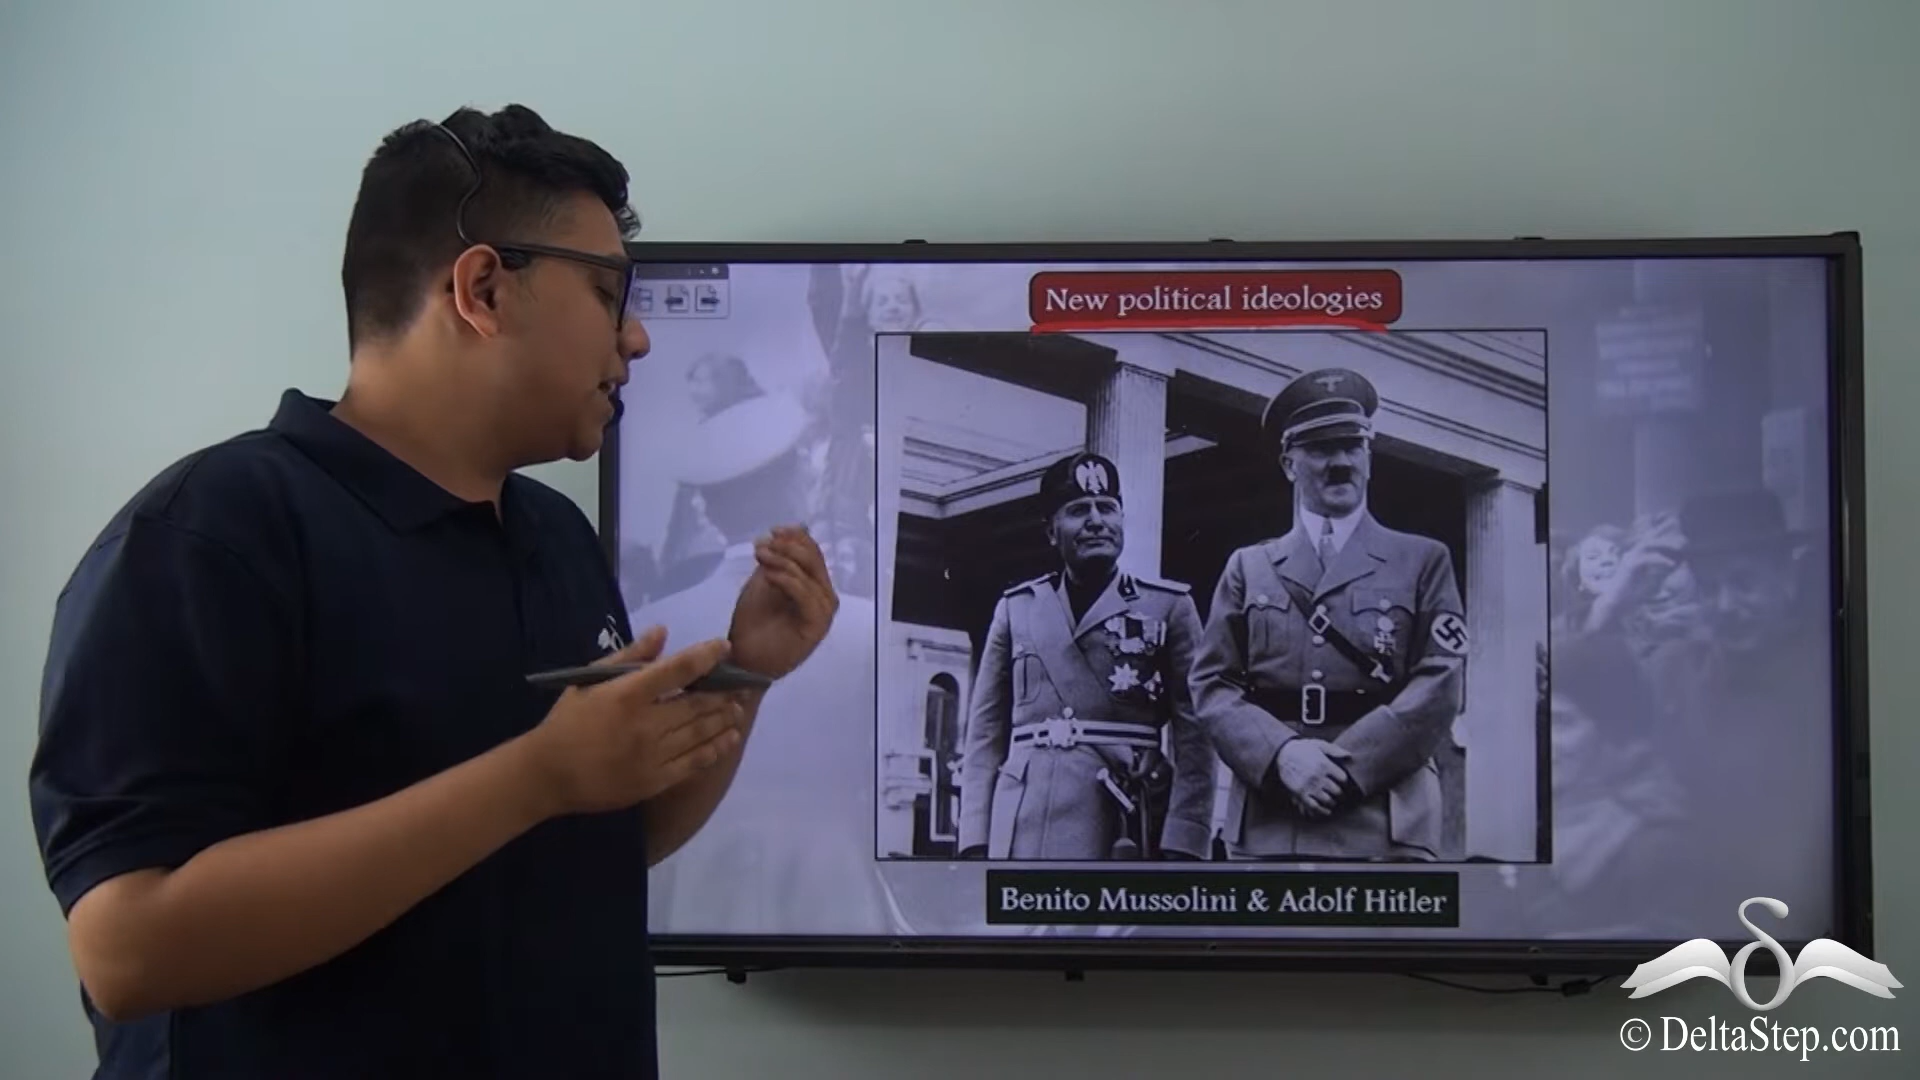 New political ideologies
Benito Mussolini & Adolf Hitler
© DeltaStep.com